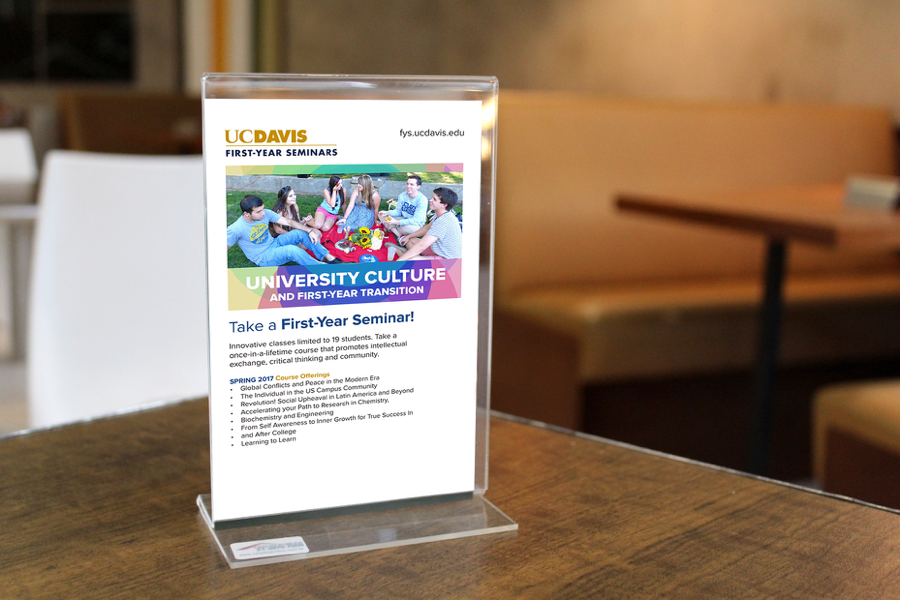 UCDAVIS
FIRST-YEAR SEMINARS
fys.ucdavis.edu
UNIVERSITY CULTURE
AND FIRST-YEAR TRANSITION
Take a First-Year Seminar!
Innovative classes limited to 19 students. Take a
once-in-a-lifetime course that promotes intellectual
exchange, critical thinking and community.
SPRING 2017 Course Offerings
• Global Conflicts and Peace in the Modern Era
• The Individual in the US Campus Community
• Revolution! Social Upheaval in Latin America and Beyond
• Accelerating your Path to Research in Chemistry,
• Biochemistry and Engineering
• From Self Awareness to Inner Growth for True Success In
• and After College
• Learning to Learn